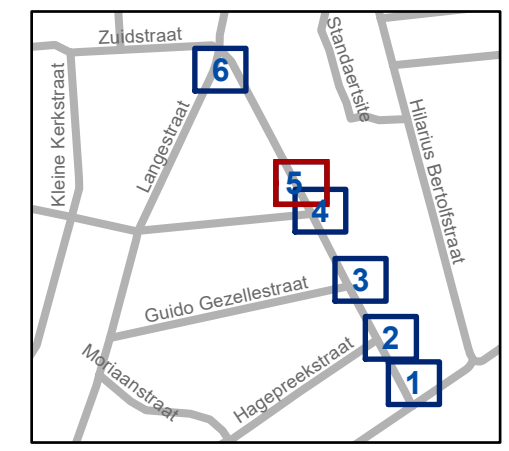 Zuidstraat
Standaertsite
6
Kleine Kerkstraat
Langestraat
Hilarius Bertolfstraat
5
4
3
Guido Gezellestraat
2
Moriaanstraat
Hagepreekstraat
1